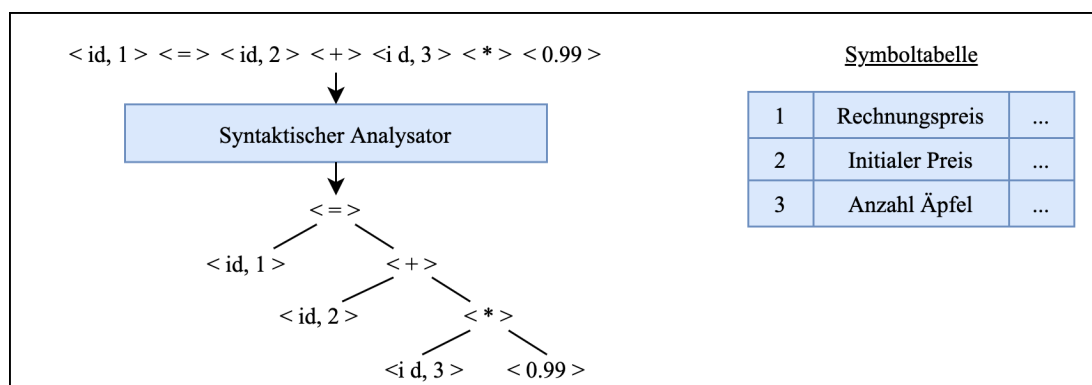 < id, 1 > < = > < id, 2 > < + > <i d, 3 > < * > < 0.99 >
Syntaktischer Analysator
< = >
< id, 1 > < + >
< id, 2 > < * >
<i d, 3 > < 0.99 >
Symboltabelle
1 Rechnungspreis ...
2 Initialer Preis ...
3 Anzahl Äpfel ...